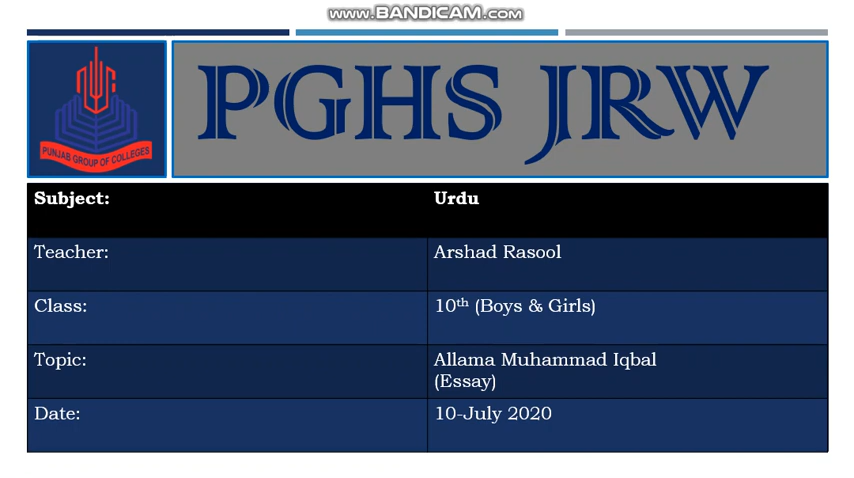 www.BANDICAM.com
PGHS JRW
PUNJAB GROUP OF COLLEGES
Subject: Urdu
Teacher: Arshad Rasool
Class: 10th (Boys & Girls)
Topic: Allama Muhammad Iqbal
(Essay)
Date: 10-July 2020